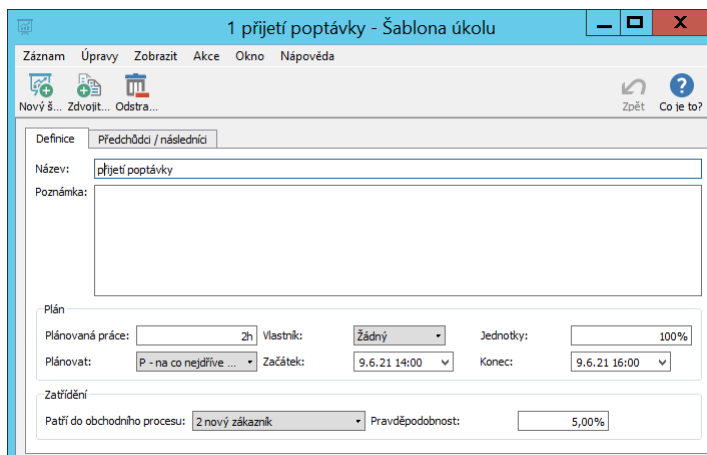 1 přijetí poptávky - Šablona úkolu
Záznam Úpravy Zobrazit Akce Okno Nápověda
Nový š... Zdvojit... Odstra... Zpět Co je to?
Definice Předchůdci / následníci
Název: přijetí poptávky
Poznámka:
Plán
Plánovaná práce: 2h Vlastník: Žádný Jednotky: 100%
Plánovat: P - na co nejdříve ... Začátek: 9.6.21 14:00 Konec: 9.6.21 16:00
Zatřídění
Patří do obchodního procesu: 2 nový zákazník Pravděpodobnost: 5,00%